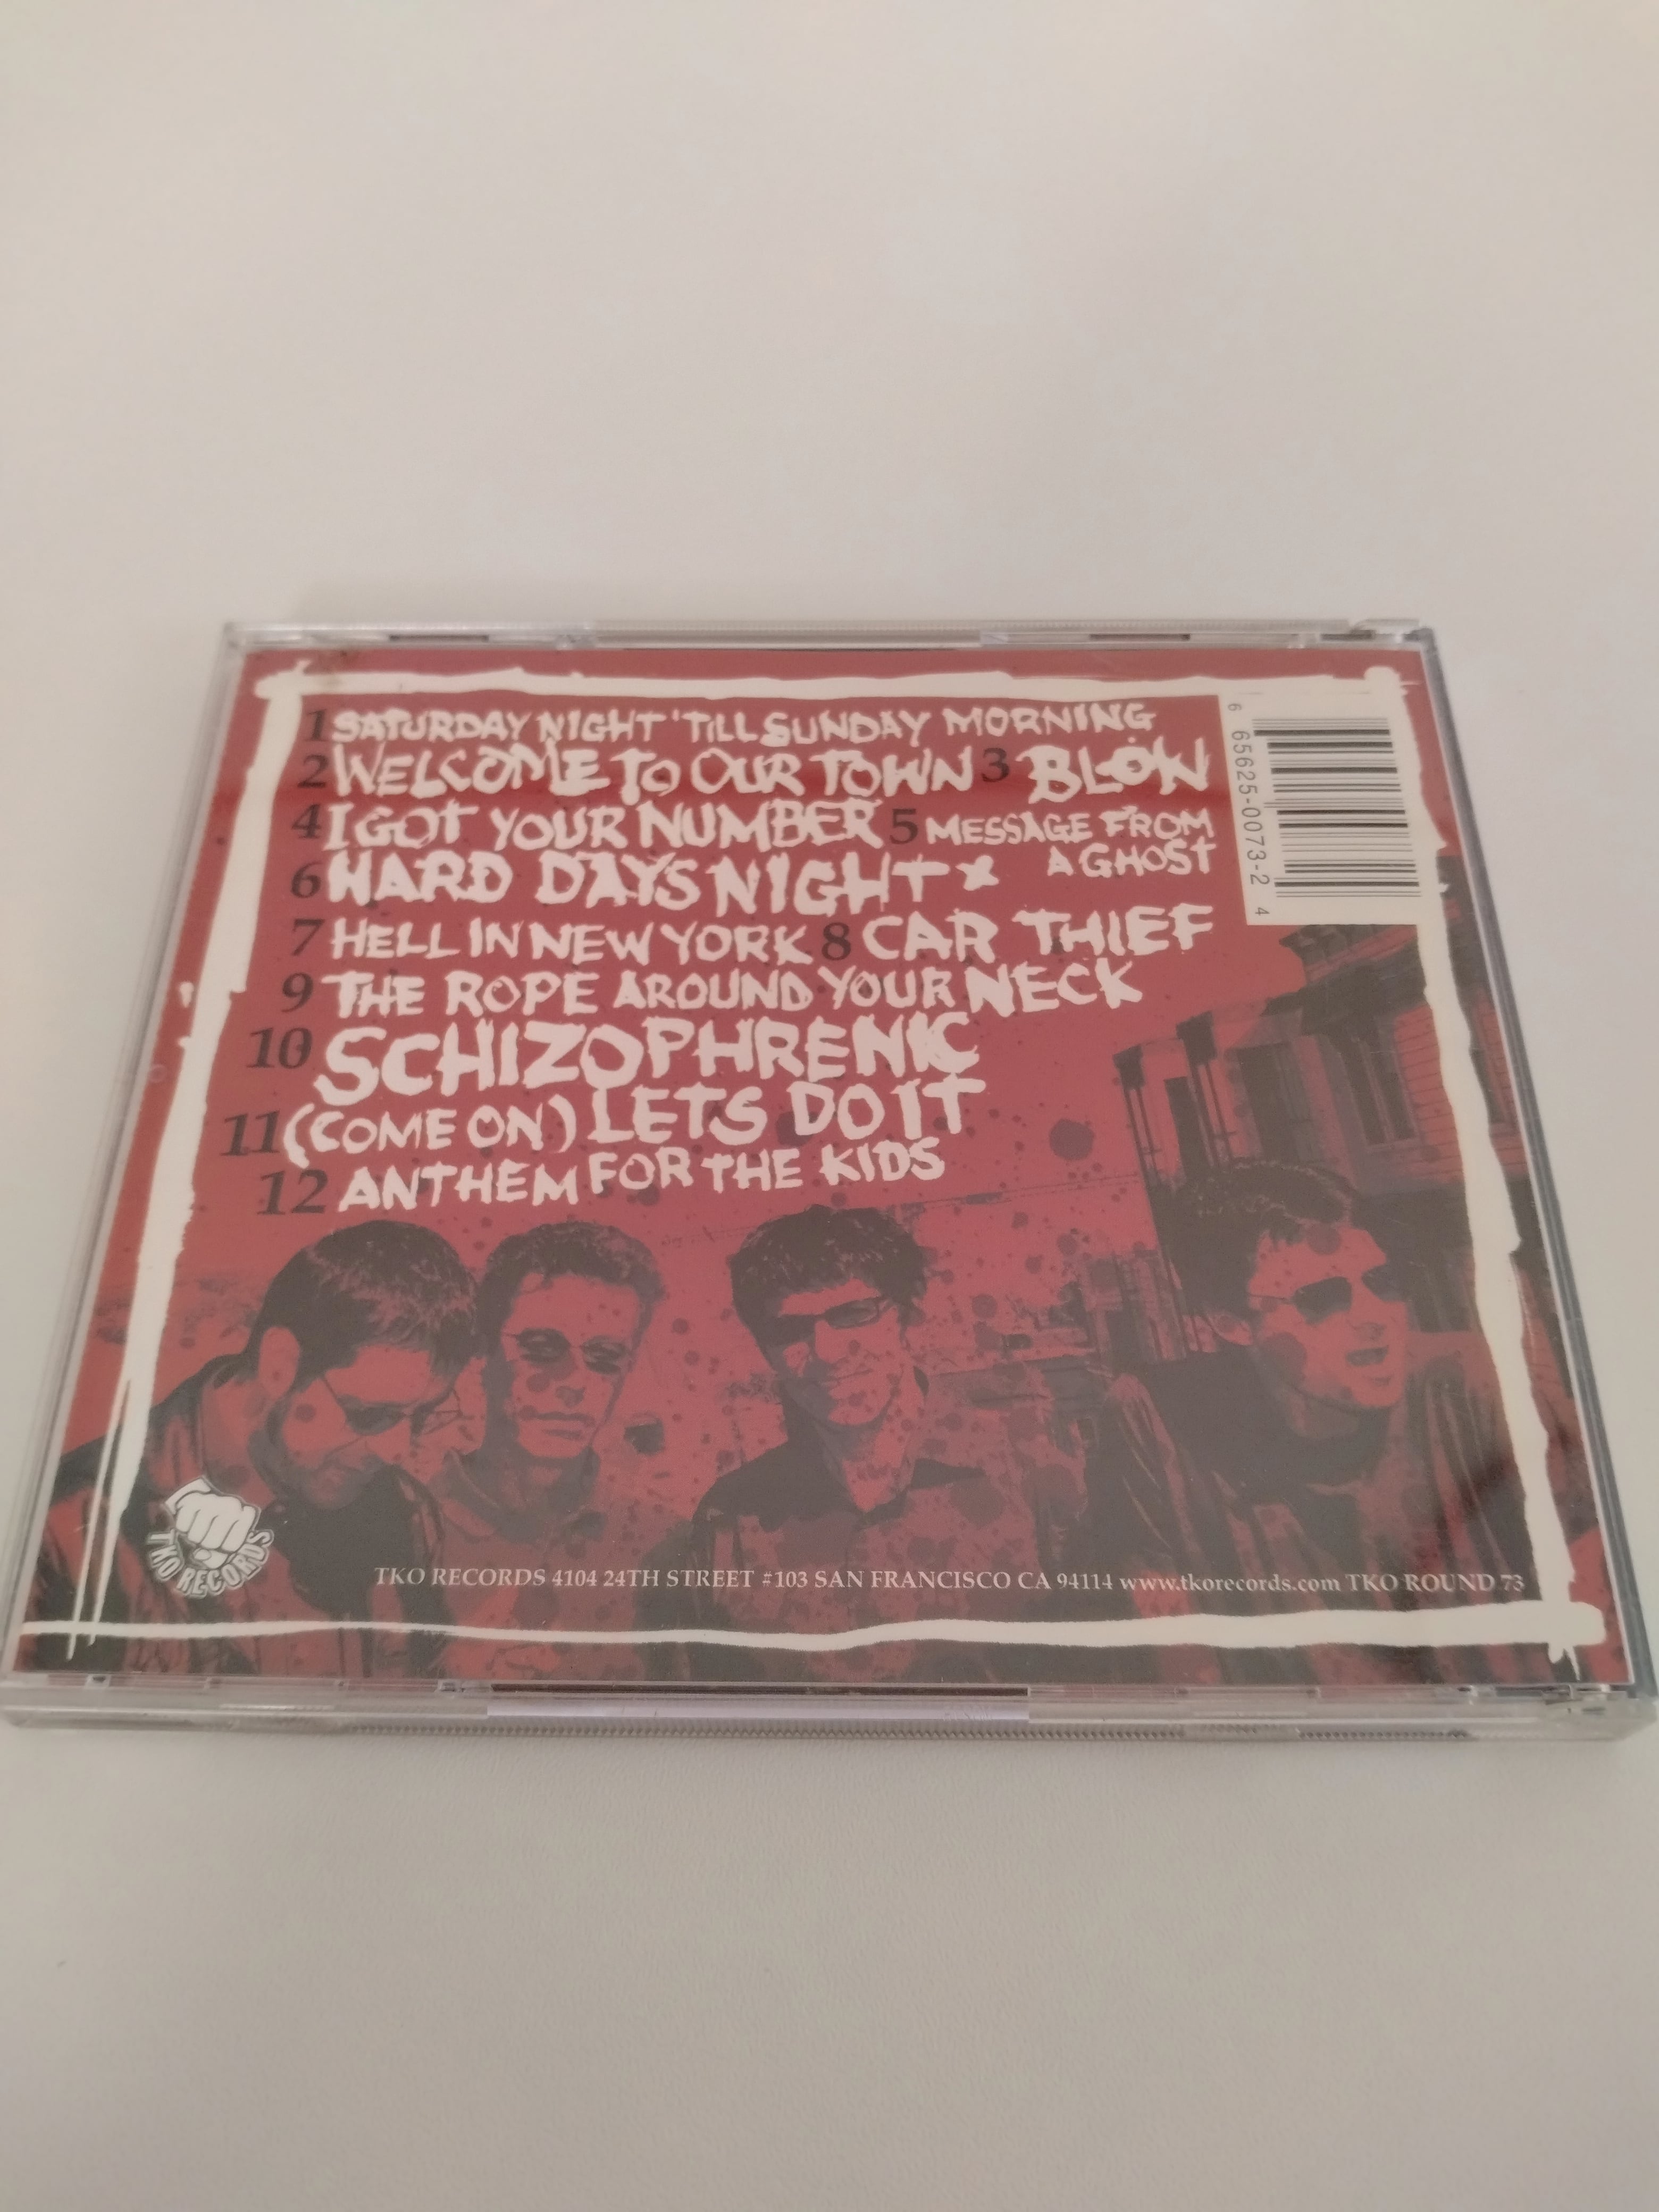 1 SATURDAY NIGHT 'TILL SUNDAY MORNING
2 WELCOME TO OUR TOWN 3 BLOW
4 I GOT YOUR NUMBER 5 MESSAGE FROM
A GHOST
6 HARD DAYS NIGHT x
7 HELL IN NEW YORK 8 CAR THIEF
9 THE ROPE AROUND YOUR NECK
10 SCHIZOPHRENIC
11 (COME ON) LETS DO IT
12 ANTHEM FOR THE KIDS
6 65625-0073-2 4
TKO RECORDS
TKO RECORDS 4104 24TH STREET #103 SAN FRANCISCO CA 94114 www.tkorecords.com TKO ROUND 73